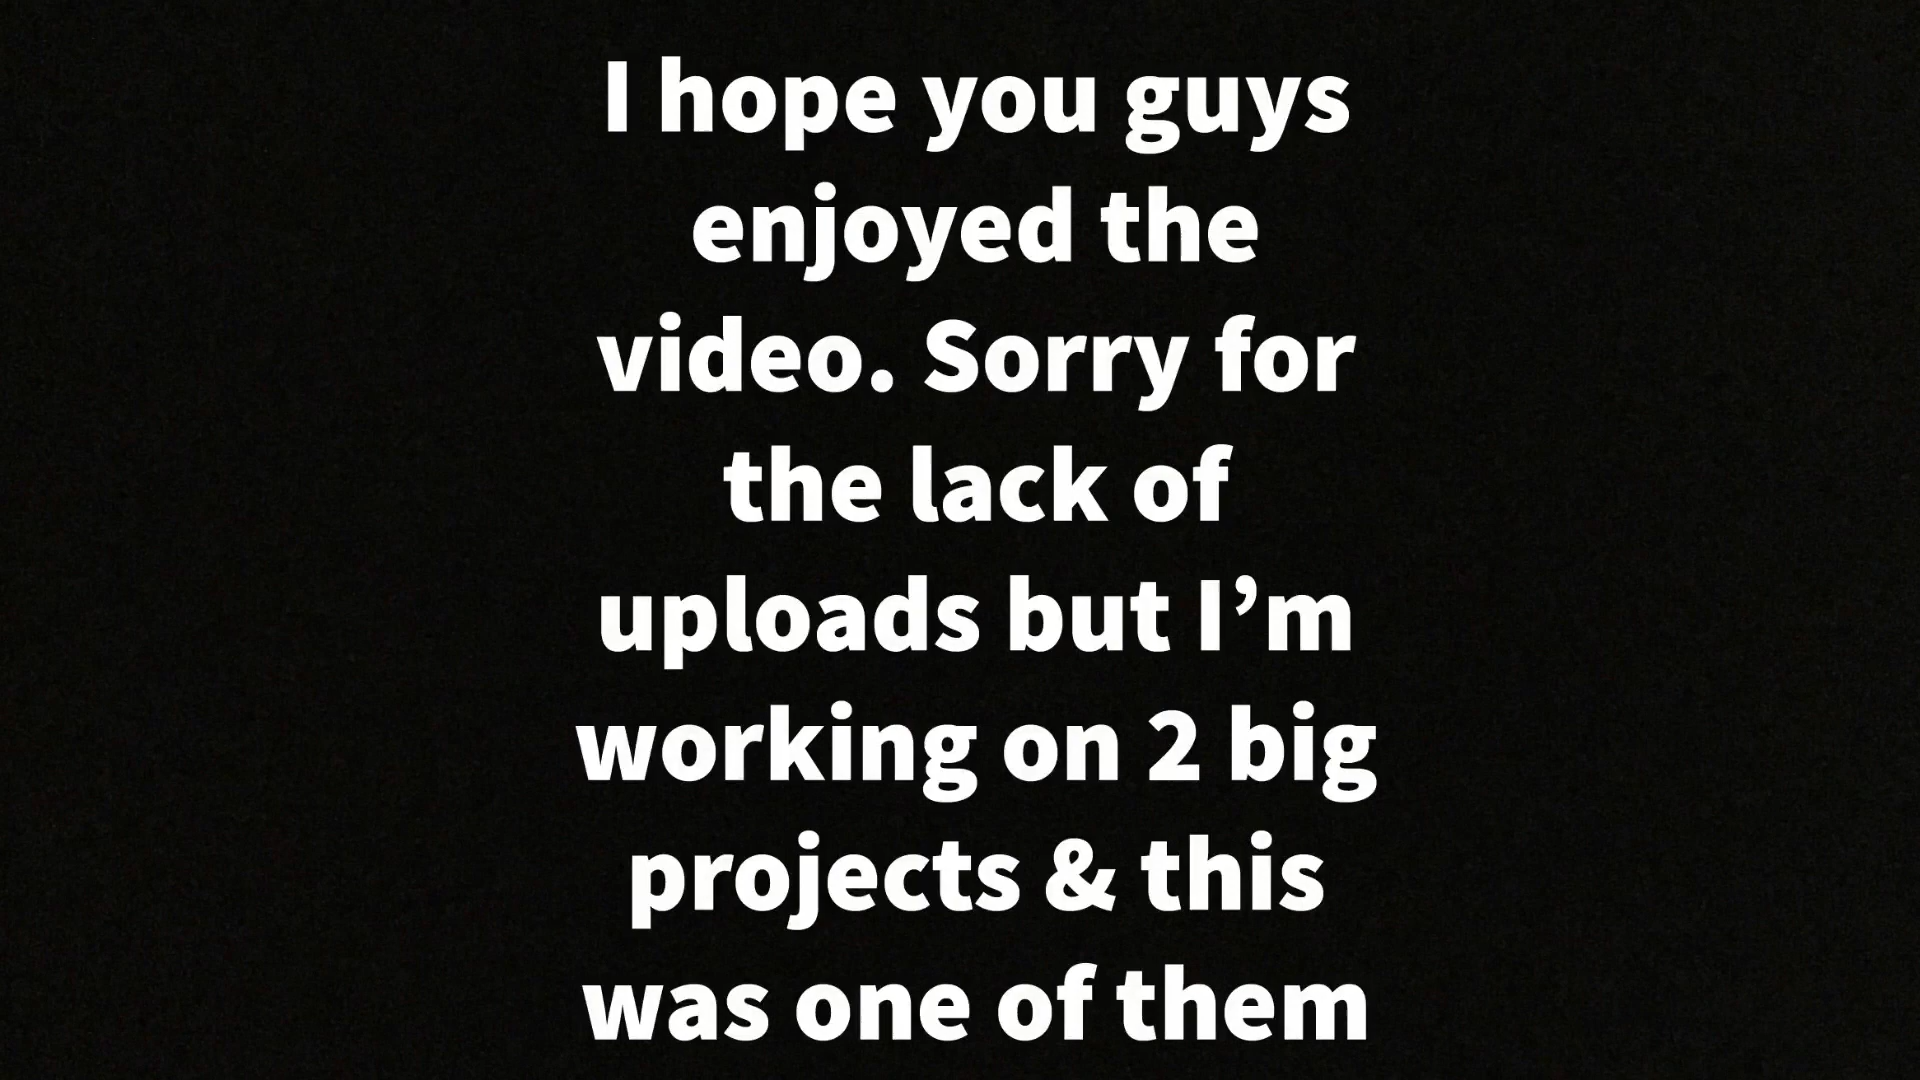 I hope you guys
enjoyed the
video. Sorry for
the lack of
uploads but I’m
working on 2 big
projects & this
was one of them